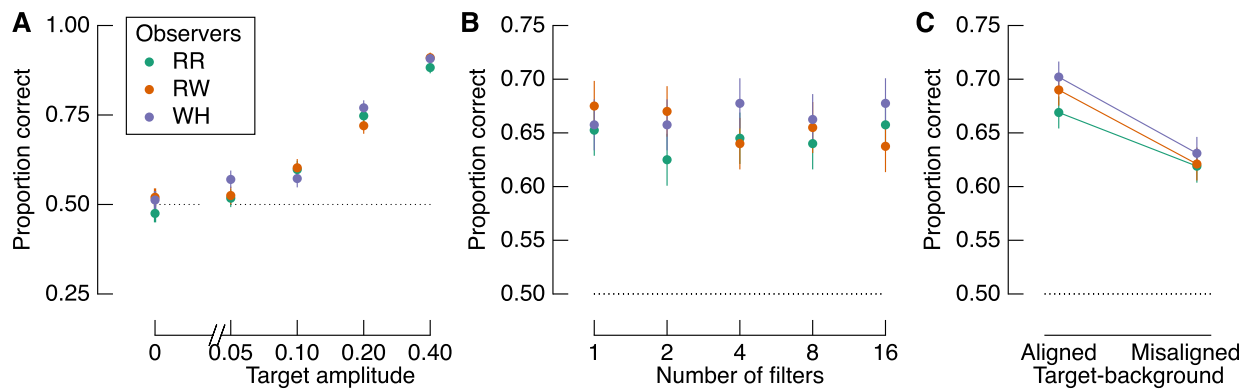 A
Proportion correct
1.00
0.75
0.50
0.25
Observers
RR
RW
WH
0
0.05
0.10
0.20
0.40
Target amplitude
B
Proportion correct
0.75
0.70
0.65
0.60
0.55
0.50
1
2
4
8
16
Number of filters
C
Proportion correct
0.75
0.70
0.65
0.60
0.55
0.50
Aligned
Misaligned
Target-background